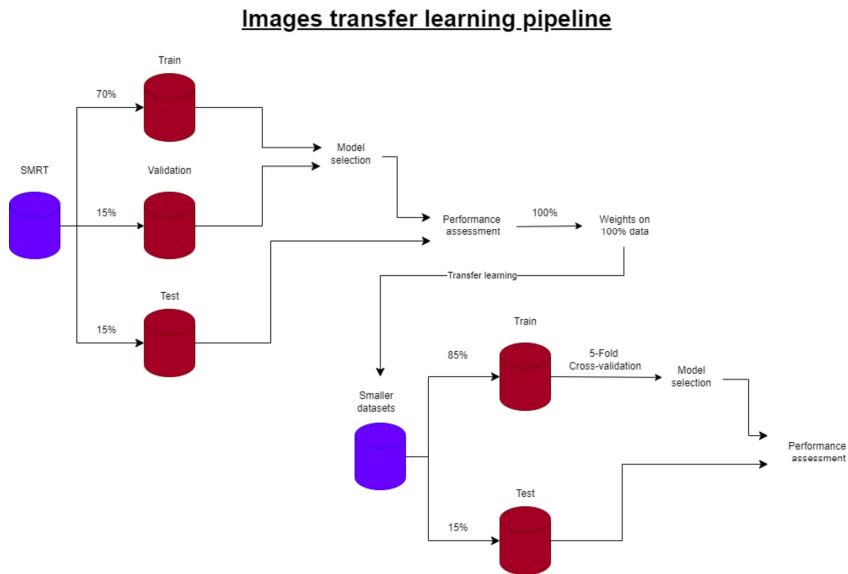 Images transfer learning pipeline
Train
70%
SMRT
Validation
15%
Model
selection
Performance
assessment
100%
Weights on
100% data
Test
15%
Transfer learning
Train
85%
5-Fold
Cross-validation
Model
selection
Smaller
datasets
Performance
assessment
Test
15%